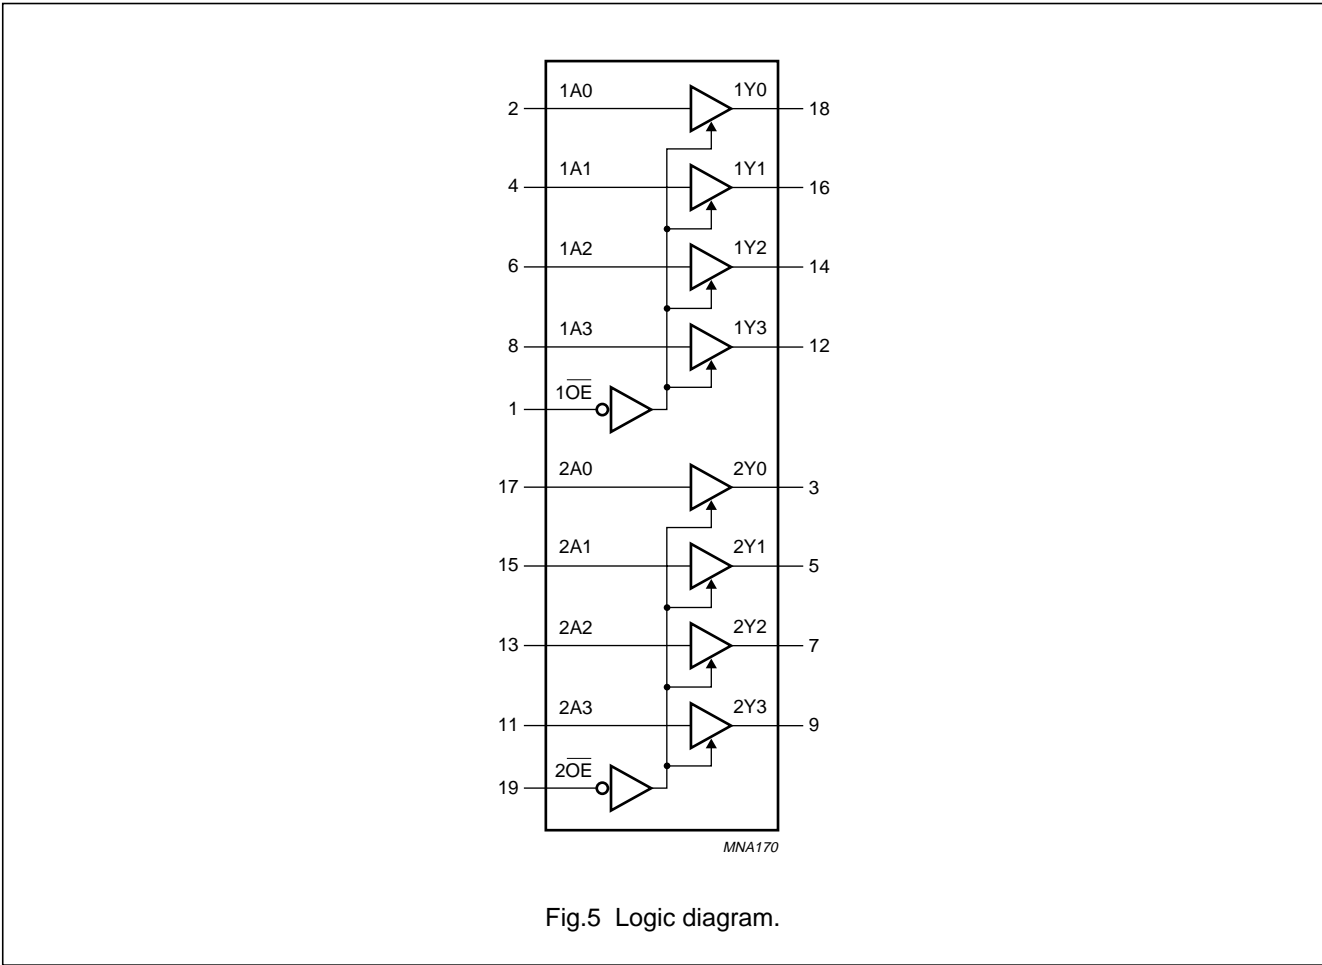 1A0 1Y0
2 18
1A1 1Y1
4 16
1A2 1Y2
6 14
1A3 1Y3
8 12
1O̅E̅
1
2A0 2Y0
17 3
2A1 2Y1
15 5
2A2 2Y2
13 7
2A3 2Y3
11 9
2O̅E̅
19
MNA170
Fig.5 Logic diagram.